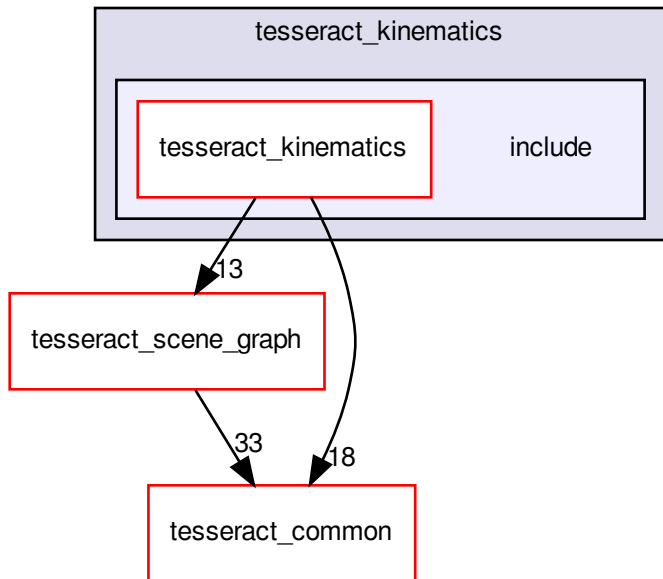 tesseract_kinematics
tesseract_kinematics
include
13
tesseract_scene_graph
33
18
tesseract_common